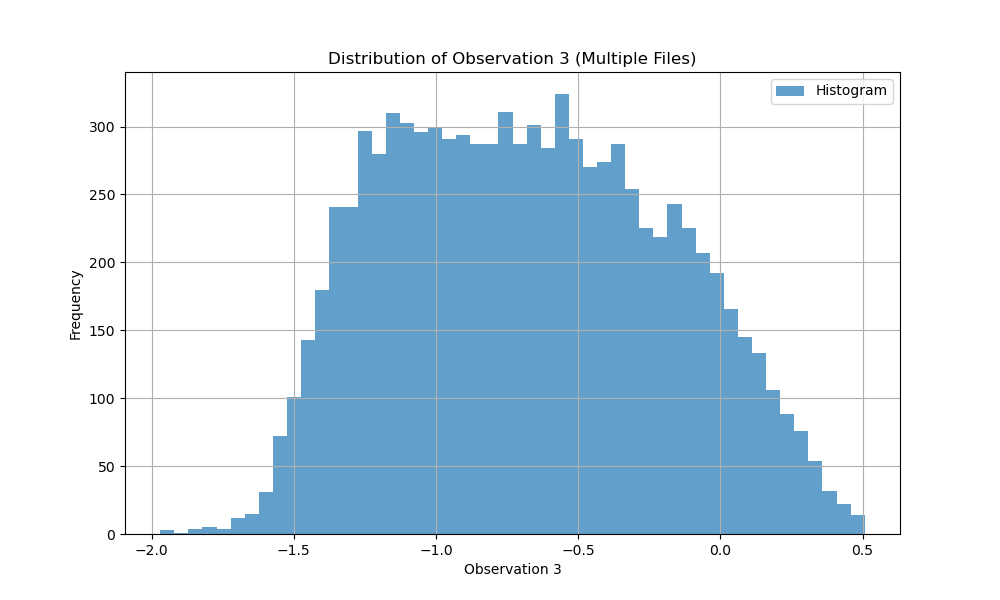 Distribution of Observation 3 (Multiple Files)
Histogram
300
250
200
150
100
50
0
Frequency
−2.0 −1.5 −1.0 −0.5 0.0 0.5
Observation 3